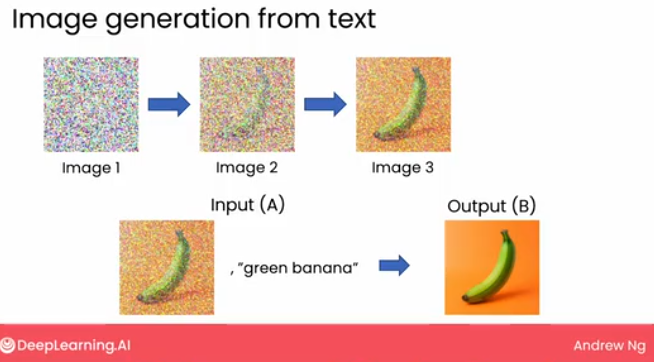 Image generation from text
Image 1
Image 2
Image 3
Input (A)
Output (B)
, "green banana"
DeepLearning.AI
Andrew Ng